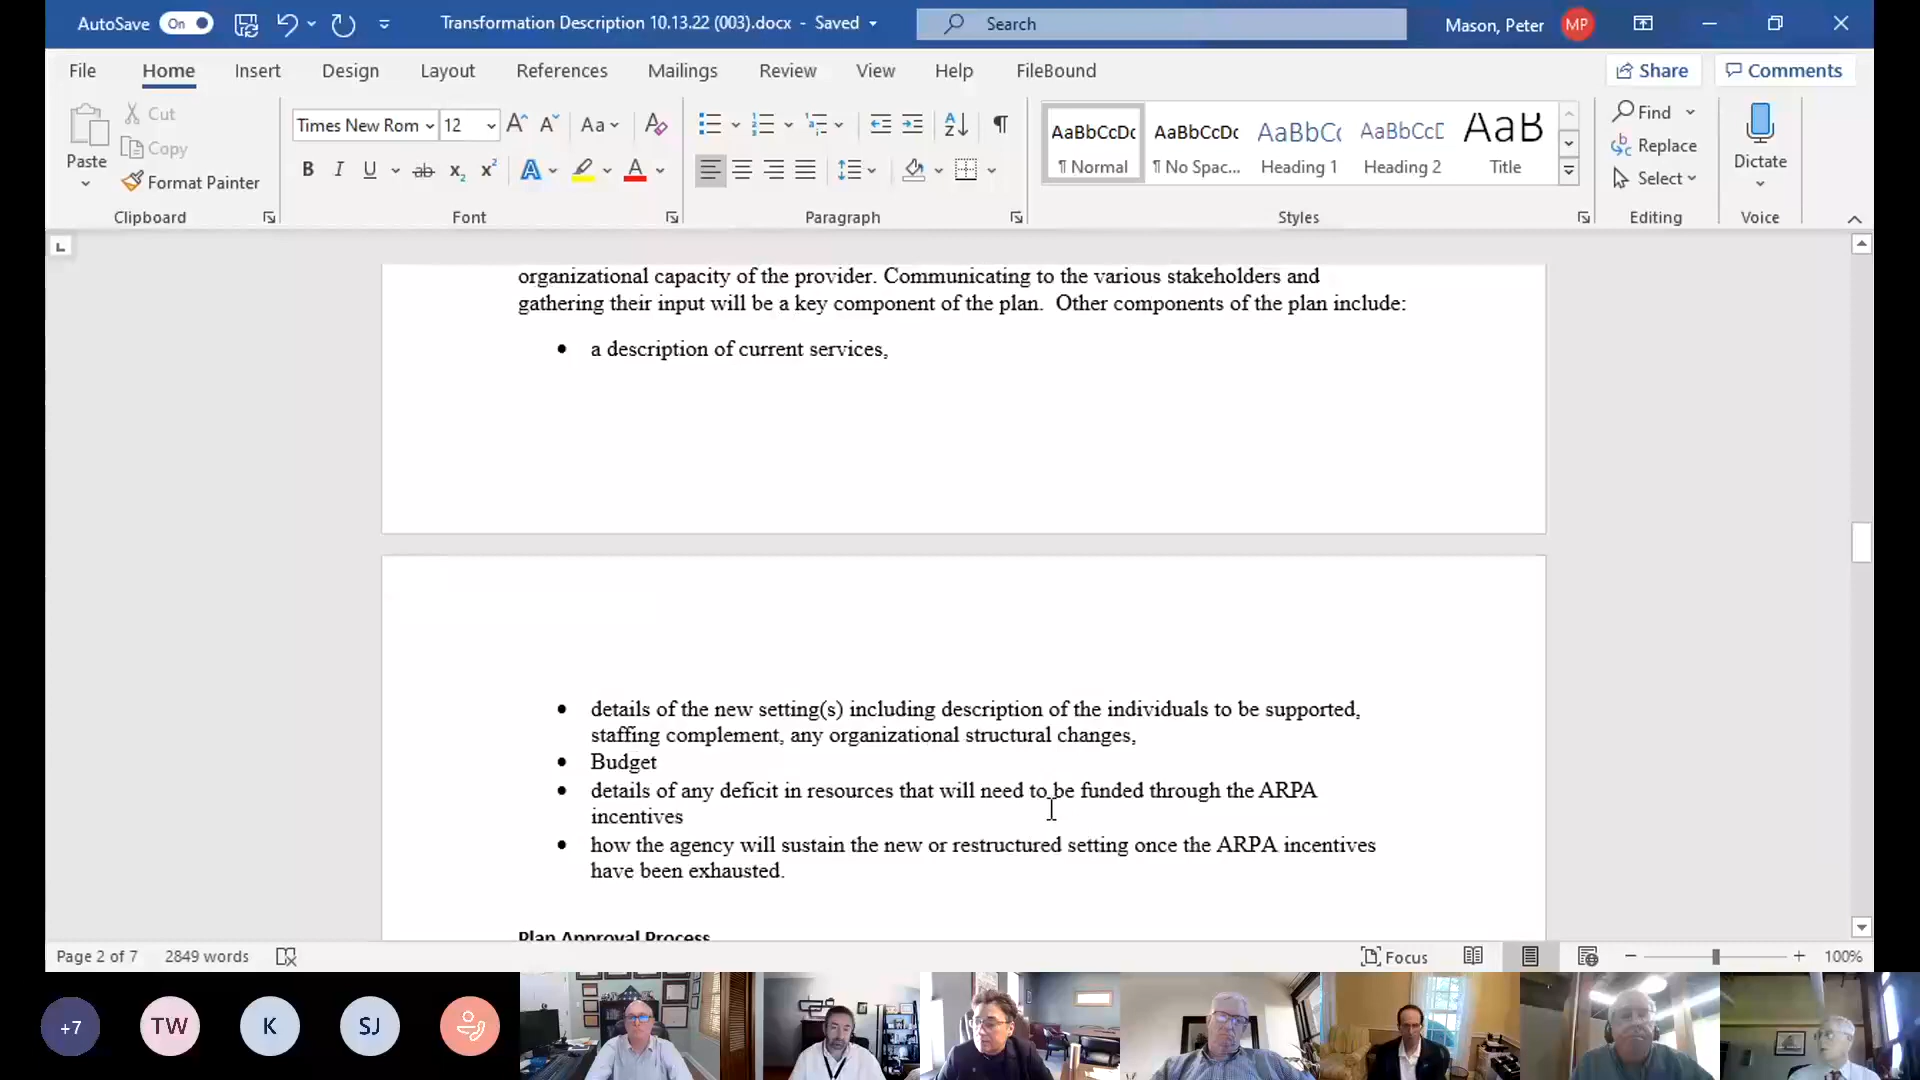 AutoSave On Transformation Description 10.13.22 (003).docx - Saved Search Mason, Peter MP
File Home Insert Design Layout References Mailings Review View Help FileBound Share Comments
Paste
Cut
Copy
Format Painter
Clipboard
Times New Rom 12 Aa
B I U ab x₂ x² A A
Font
Paragraph
AaBbCcDc AaBbCcDc AaBbCc AaBbCcD AaB
¶ Normal ¶ No Spac... Heading 1 Heading 2 Title
Styles
Find
Replace
Select
Editing
Dictate
Voice
organizational capacity of the provider. Communicating to the various stakeholders and
gathering their input will be a key component of the plan. Other components of the plan include:
• a description of current services,
• details of the new setting(s) including description of the individuals to be supported,
staffing complement, any organizational structural changes,
• Budget
• details of any deficit in resources that will need to be funded through the ARPA
incentives
• how the agency will sustain the new or restructured setting once the ARPA incentives
have been exhausted.
Plan Approval Process
Page 2 of 7 2849 words Focus 100%
+7 TW K SJ